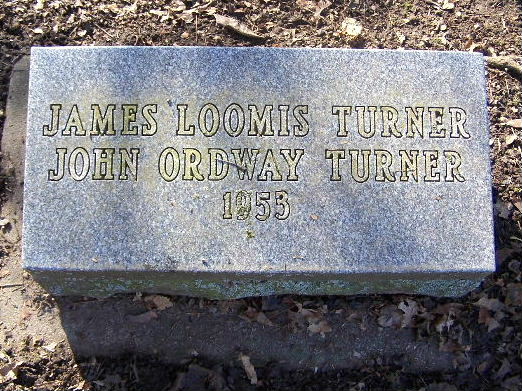 JAMES LOOMIS TURNER
JOHN ORDWAY TURNER
1953